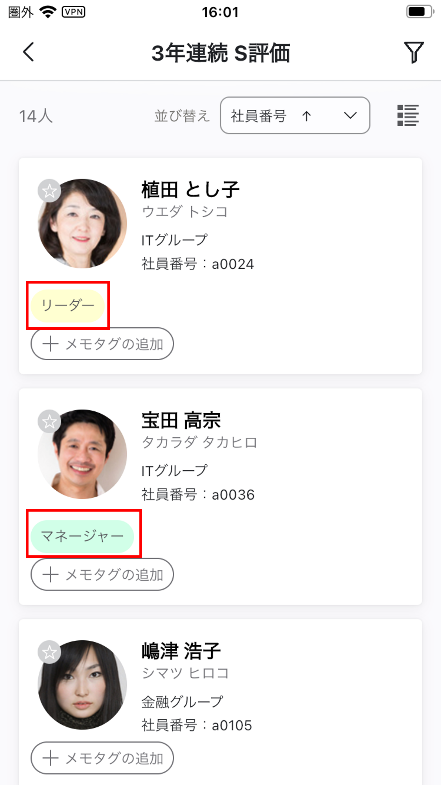 圏外 VPN 16:01
3年連続 S評価
14人 並び替え 社員番号 ↑
植田 とし子
ウエダ トシコ
ITグループ
社員番号：a0024
リーダー
＋ メモタグの追加
宝田 高宗
タカラダ タカヒロ
ITグループ
社員番号：a0036
マネージャー
＋ メモタグの追加
嶋津 浩子
シマツ ヒロコ
金融グループ
社員番号：a0105
＋ メモタグの追加